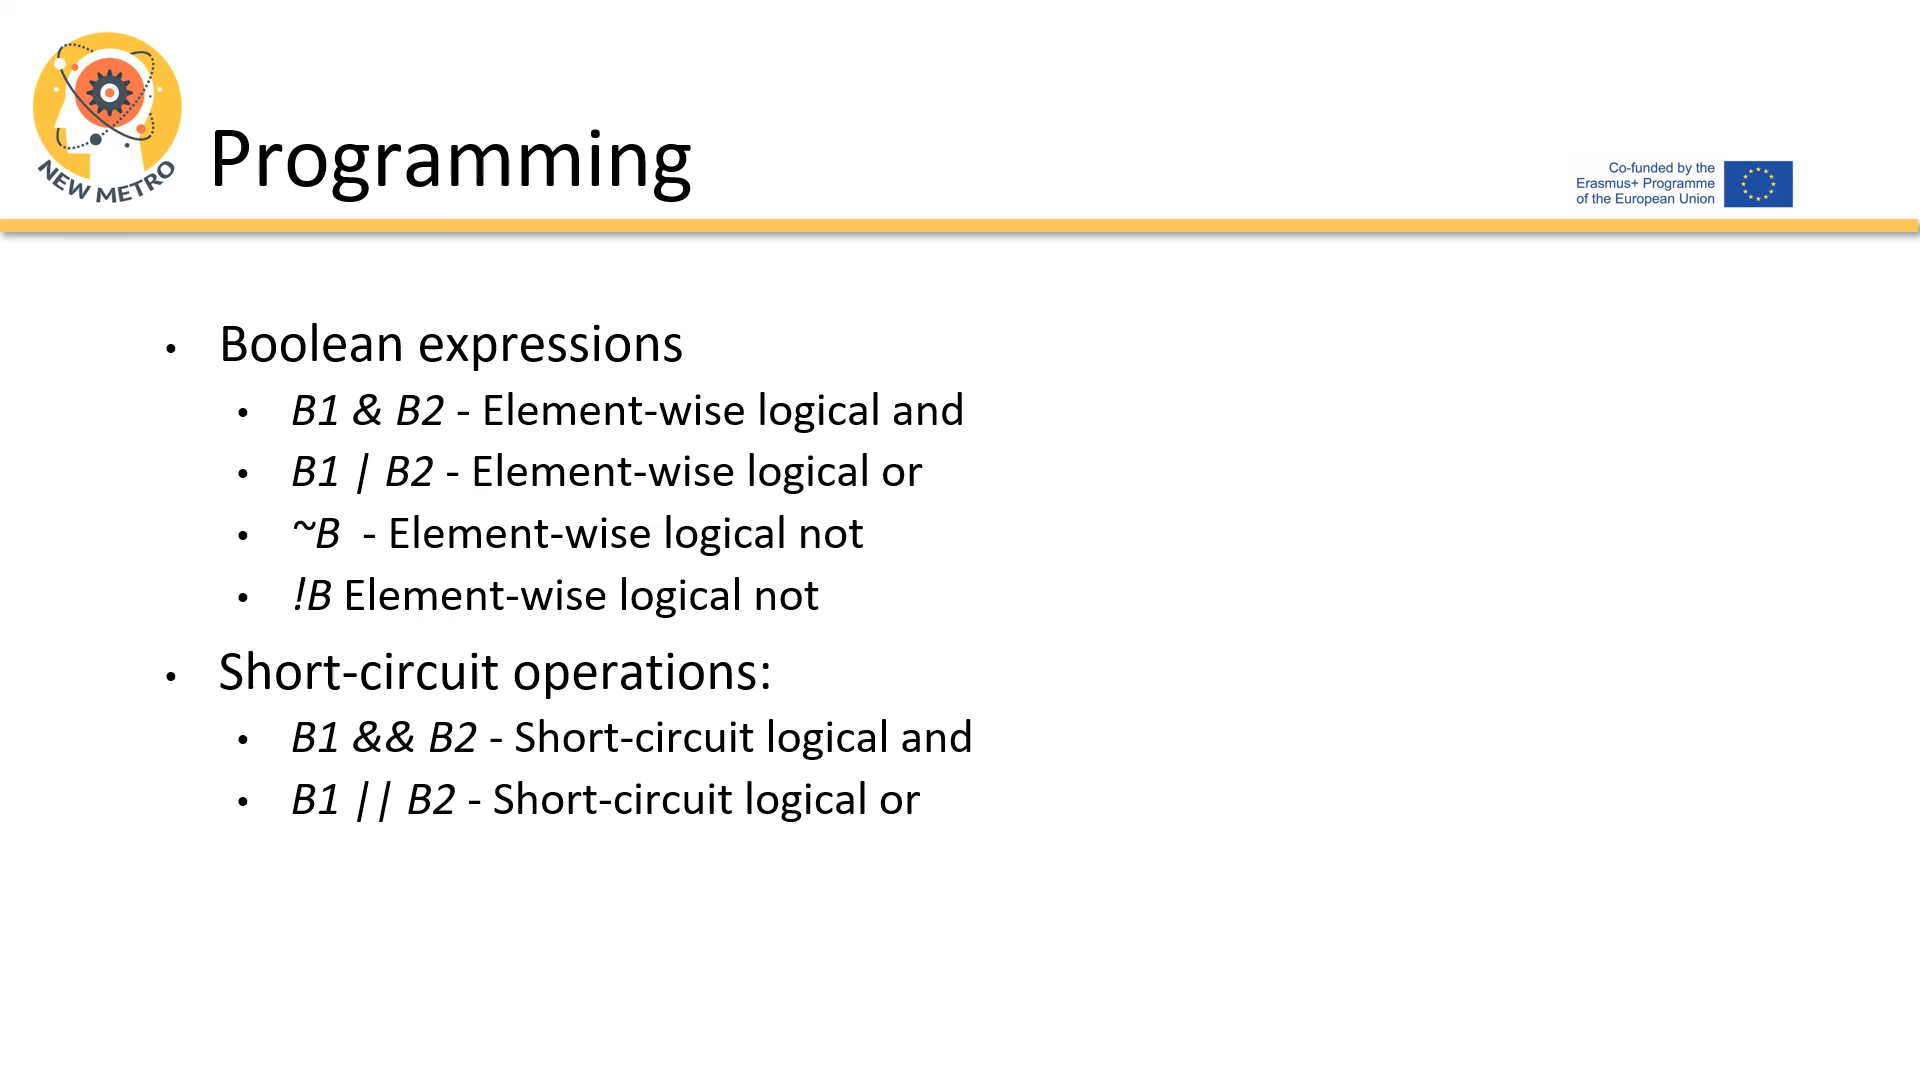 NEW METRO
Programming
Co-funded by the
Erasmus+ Programme
of the European Union
• Boolean expressions
• B1 & B2 - Element-wise logical and
• B1 | B2 - Element-wise logical or
• ~B  - Element-wise logical not
• !B Element-wise logical not
• Short-circuit operations:
• B1 && B2 - Short-circuit logical and
• B1 || B2 - Short-circuit logical or